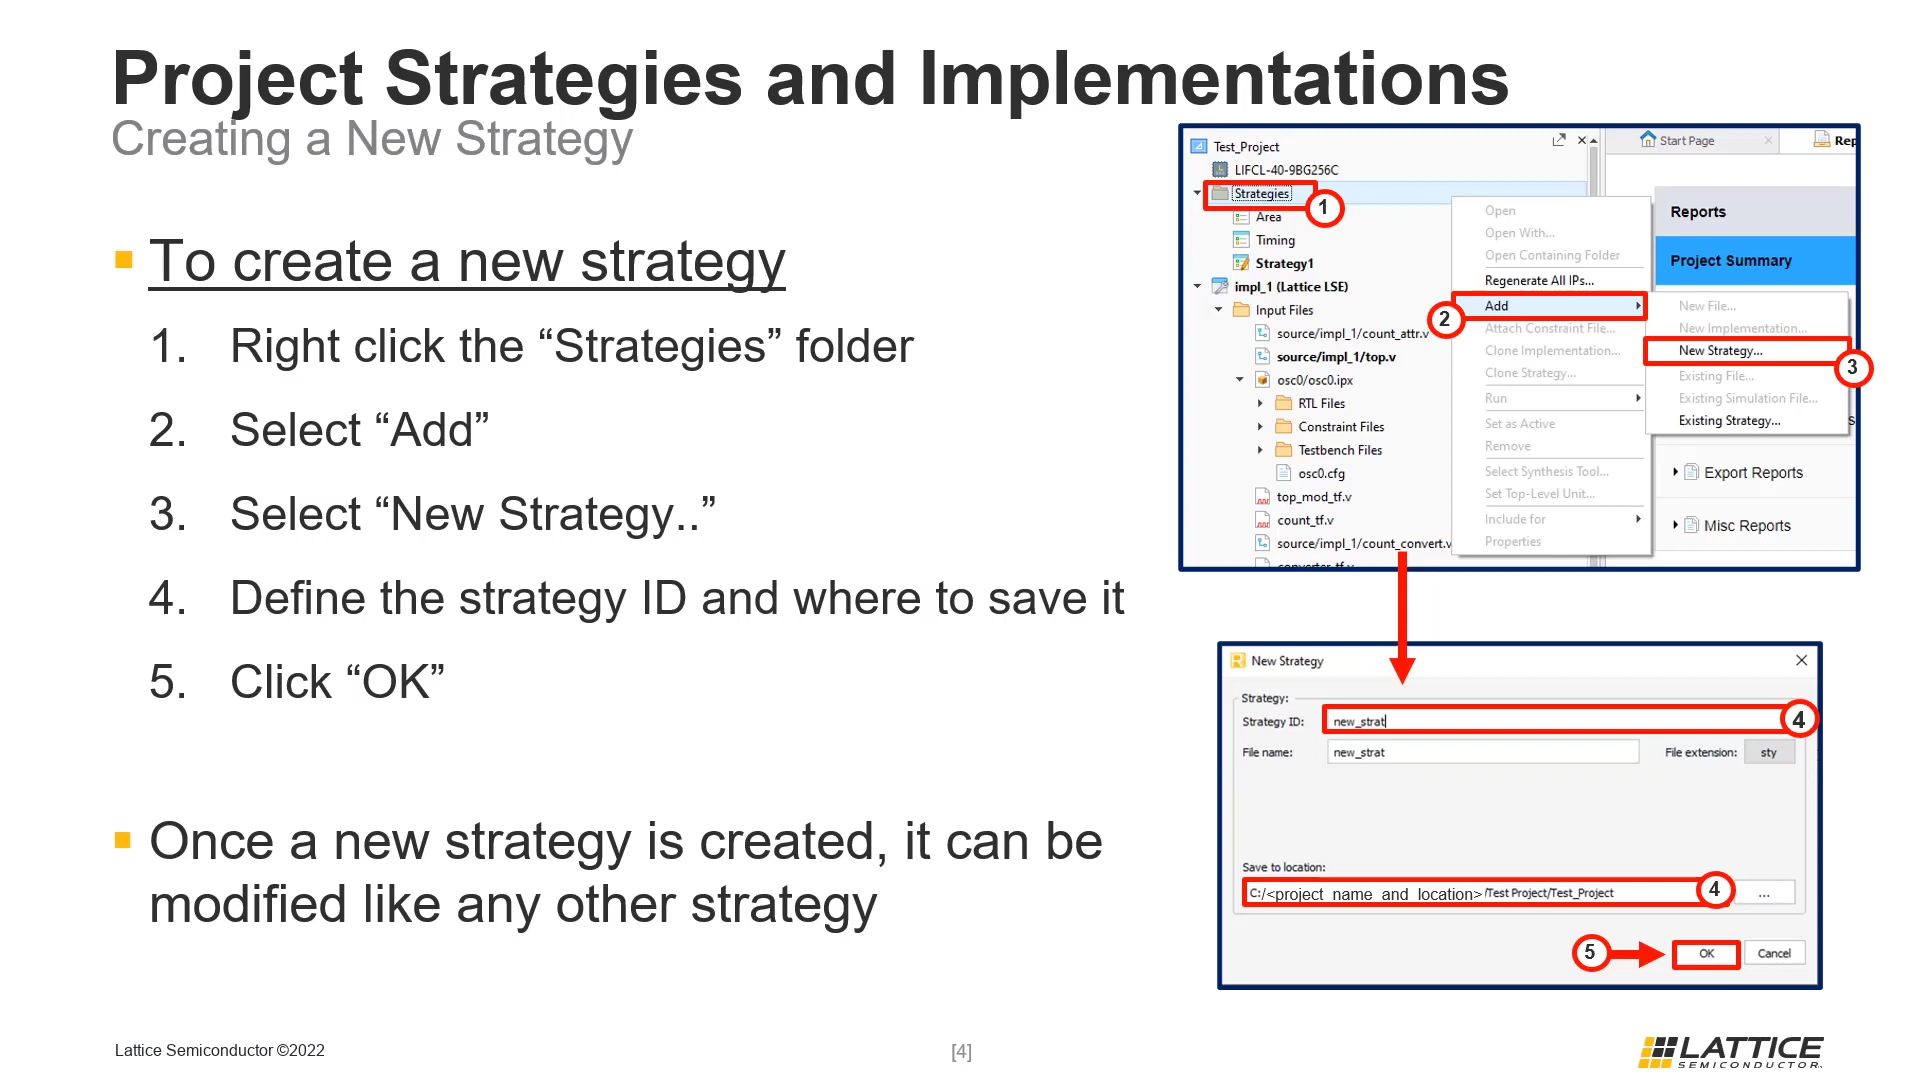 Project Strategies and Implementations
Creating a New Strategy
To create a new strategy
1. Right click the “Strategies” folder
2. Select “Add”
3. Select “New Strategy..”
4. Define the strategy ID and where to save it
5. Click “OK”
Once a new strategy is created, it can be
modified like any other strategy
Test_Project
LIFCL-40-9BG256C
Strategies
1
Area
Timing
Strategy1
impl_1 (Lattice LSE)
Input Files
source/impl_1/count_attr.v
source/impl_1/top.v
osc0/osc0.ipx
RTL Files
Constraint Files
Testbench Files
osc0.cfg
top_mod_tf.v
count_tf.v
source/impl_1/count_convert.v
converter_tf.v
Open
Open With...
Open Containing Folder
Regenerate All IPs...
Add
2
Attach Constraint File...
Clone Implementation...
Clone Strategy...
Run
Set as Active
Remove
Select Synthesis Tool...
Set Top-Level Unit...
Include for
Properties
New File...
New Implementation...
New Strategy...
3
Existing File...
Existing Simulation File...
Existing Strategy...
Start Page
Rep
Reports
Project Summary
s
Export Reports
Misc Reports
New Strategy
Strategy:
Strategy ID: new_strat
4
File name: new_strat File extension: sty
Save to location:
C:/<project_name_and_location>/Test Project/Test_Project
4
...
5
OK Cancel
Lattice Semiconductor ©2022
[4]
LATTICE
SEMICONDUCTOR